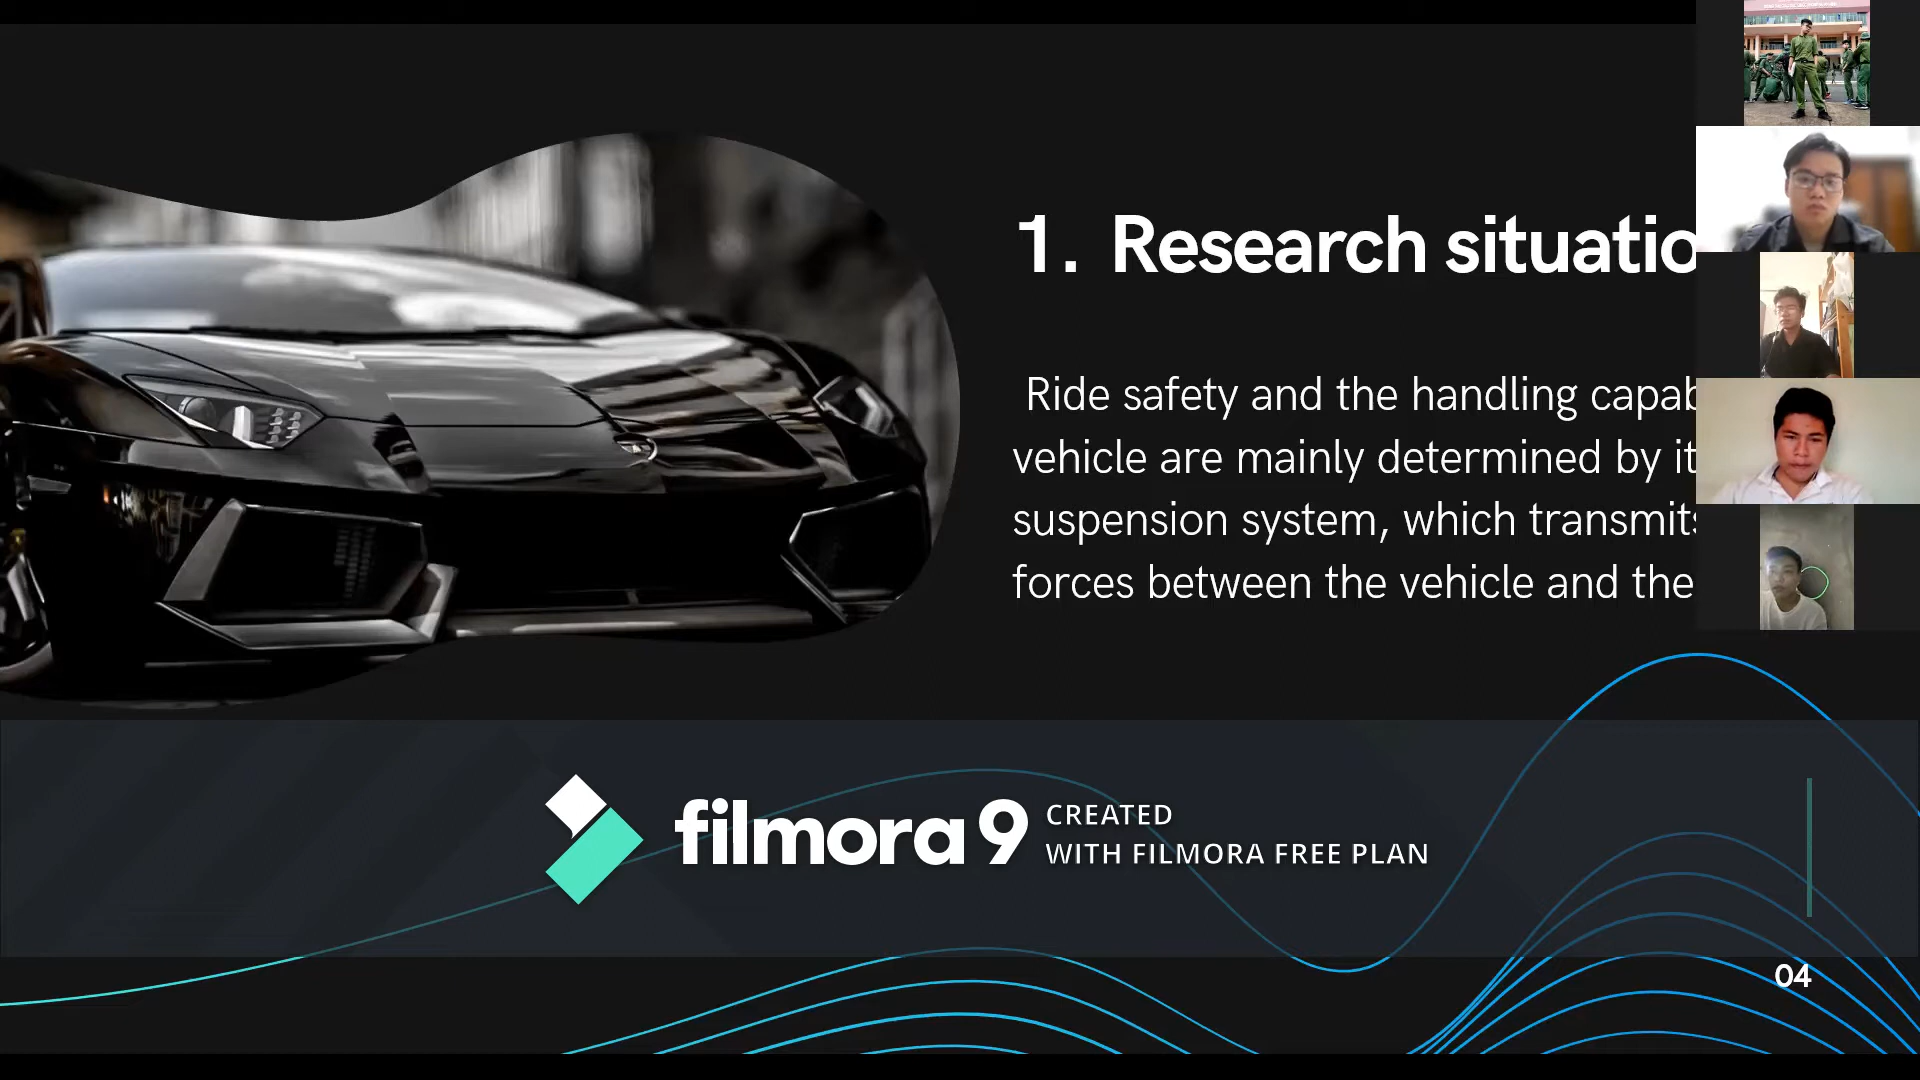 1. Research situatio
Ride safety and the handling capab
vehicle are mainly determined by it
suspension system, which transmits
forces between the vehicle and the
filmora 9
CREATED
WITH FILMORA FREE PLAN
04